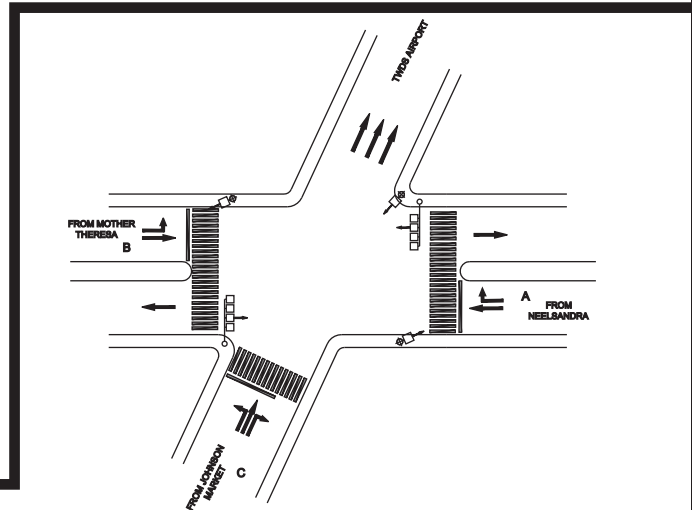 TWDS AIRPORT
FROM MOTHER
THERESA
B
A
FROM
NEELSANDRA
FROM JOHNSON
MARKET
C